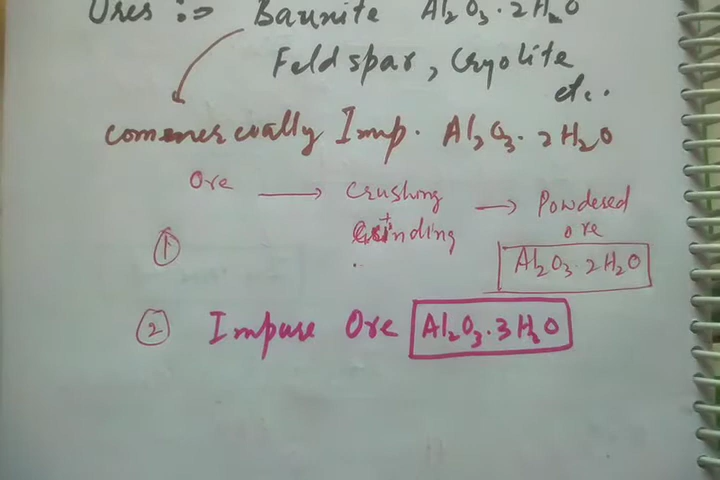 Ores :-> Bauxite Al2O3.2H2O
Feldspar, Cryolite
etc.
commercially Imp. Al2O3.2H2O
Ore → Crushing + Grinding → Powdered ore
① Al2O3.2H2O
② Impure Ore Al2O3.3H2O